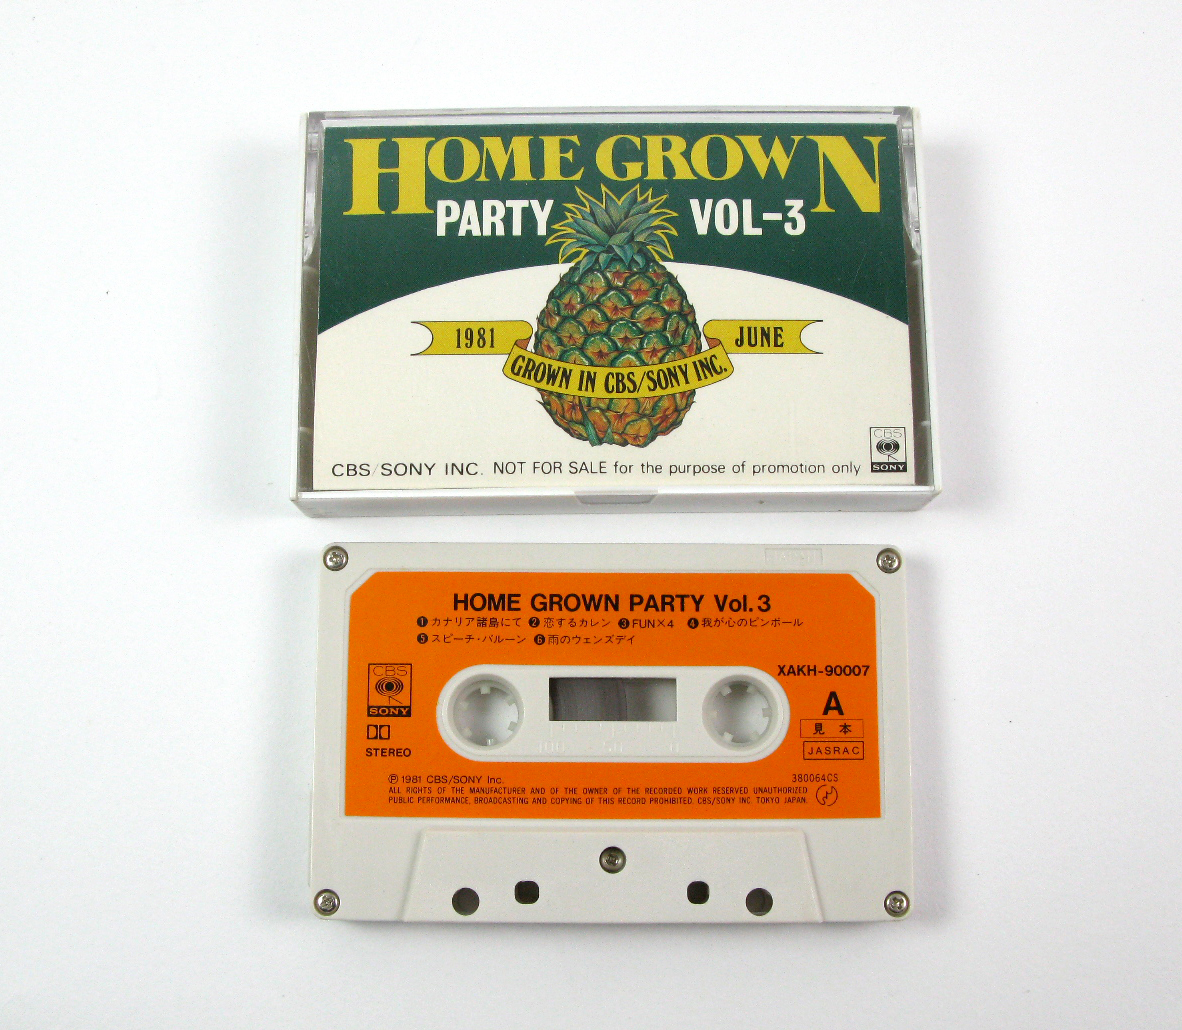 HOME GROWN
PARTY VOL-3
1981 JUNE
GROWN IN CBS/SONY INC.
CBS/SONY INC. NOT FOR SALE for the purpose of promotion only
CBS
SONY
HOME GROWN PARTY Vol.3
❶カナリア諸島にて ❷恋するカレン ❸FUN×4 ❹我が心のピンボール
❺スピーチ・バルーン ❻雨のウェンズデイ
XAKH-90007
CBS
SONY
A
見本
STEREO
JASRAC
Ⓟ1981 CBS/SONY Inc.
380064CS
ALL RIGHTS OF THE MANUFACTURER AND OF THE OWNER OF THE RECORDED WORK RESERVED UNAUTHORIZED
PUBLIC PERFORMANCE, BROADCASTING AND COPYING OF THIS RECORD PROHIBITED. CBS/SONY INC. TOKYO JAPAN.